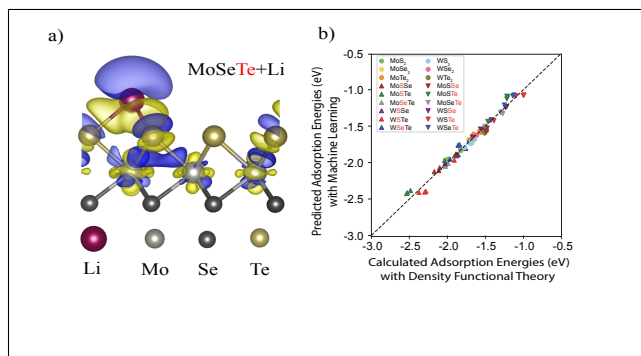 a)
MoSeTe+Li
Li Mo Se Te
b)
Predicted Adsorption Energies (eV)
with Machine Learning
-0.5
-1.0
-1.5
-2.0
-2.5
-3.0
MoS₂ WS₂
MoSe₂ WSe₂
MoTe₂ WTe₂
MoSSe MoSSe
MoSTe MoSTe
MoSeTe MoSeTe
WSSe WSSe
WSTe WSTe
WSeTe WSeTe
-3.0 -2.5 -2.0 -1.5 -1.0 -0.5
Calculated Adsorption Energies (eV)
with Density Functional Theory